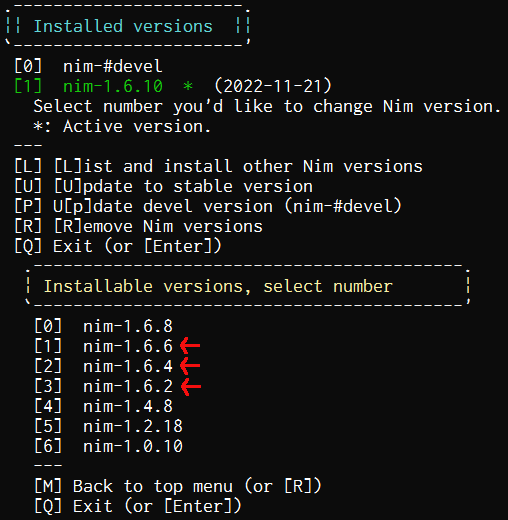 Installed versions
[0]  nim-#devel
[1]  nim-1.6.10  *  (2022-11-21)
Select number you'd like to change Nim version.
*: Active version.
---
[L] [L]ist and install other Nim versions
[U] [U]pdate to stable version
[P] U[p]date devel version (nim-#devel)
[R] [R]emove Nim versions
[Q] Exit (or [Enter])
Installable versions, select number
[0]  nim-1.6.8
[1]  nim-1.6.6
[2]  nim-1.6.4
[3]  nim-1.6.2
[4]  nim-1.4.8
[5]  nim-1.2.18
[6]  nim-1.0.10
---
[M] Back to top menu (or [R])
[Q] Exit (or [Enter])